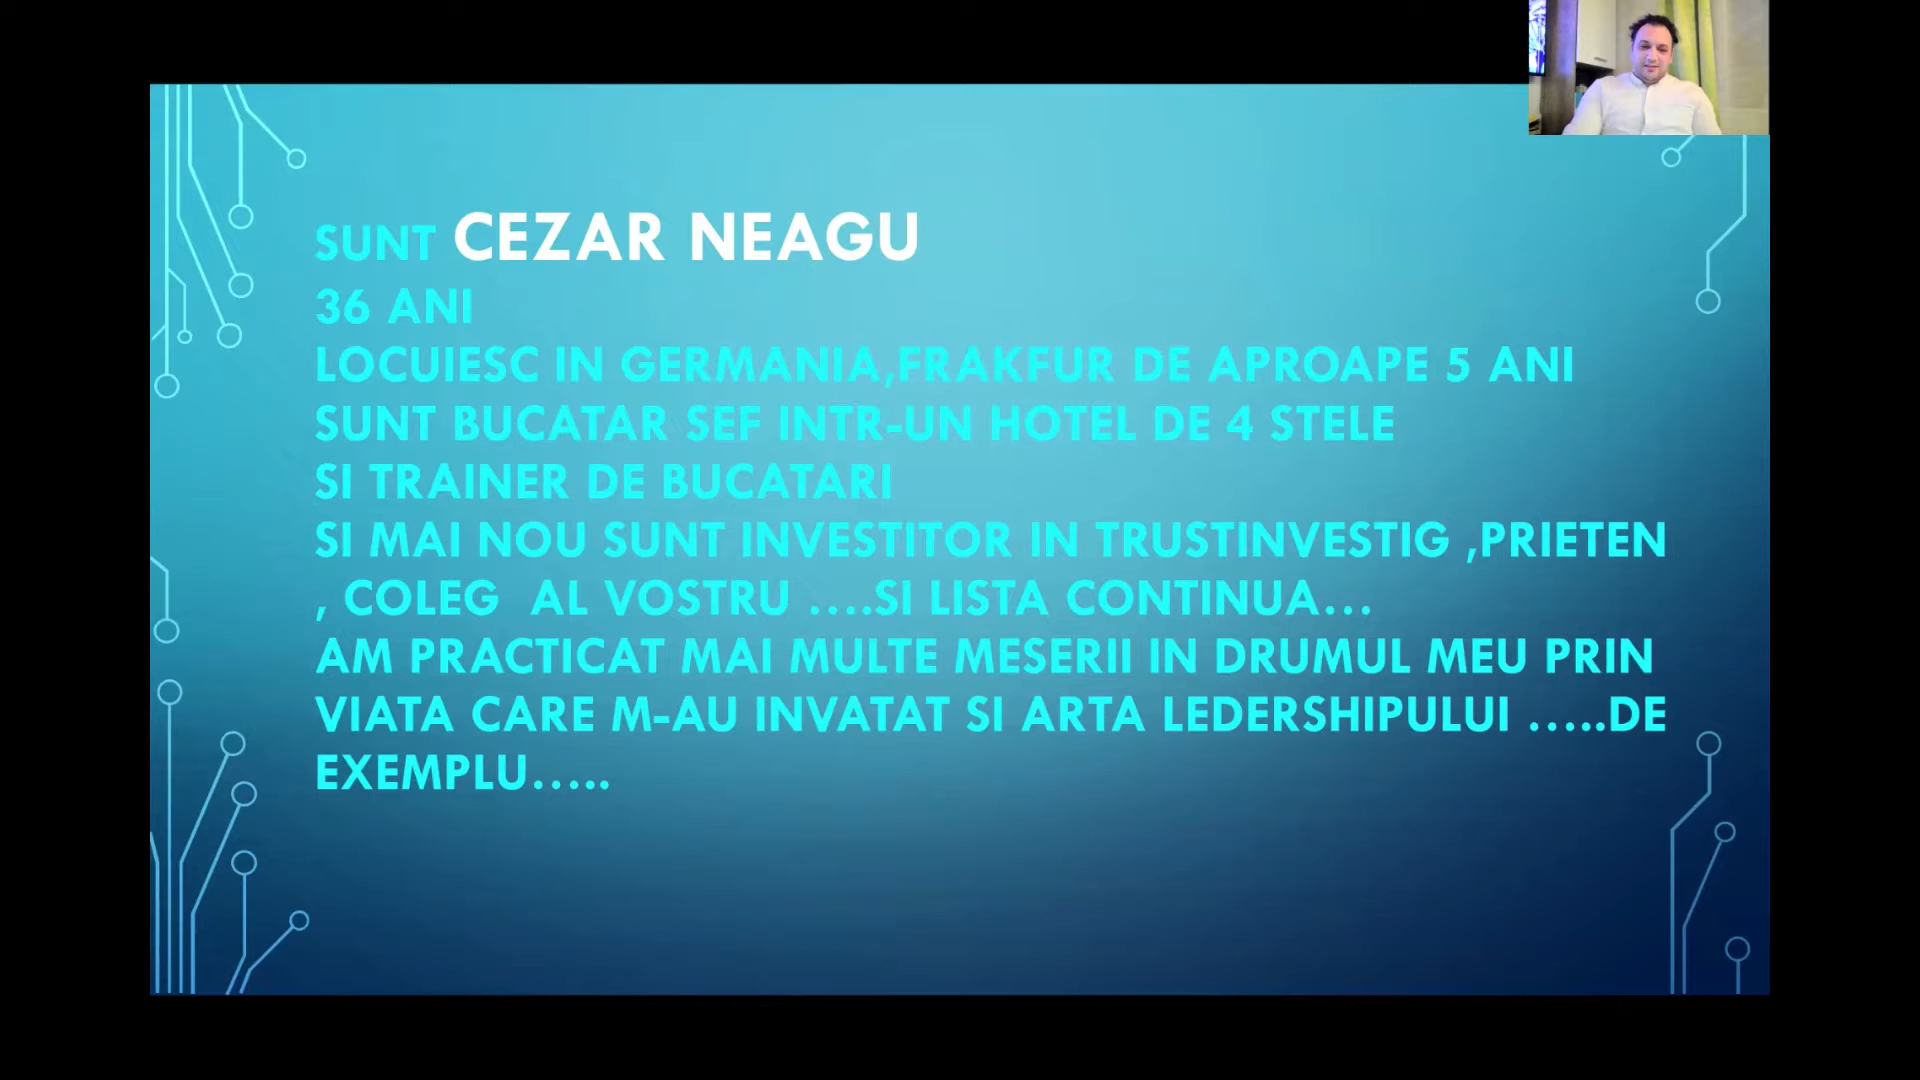 SUNT CEZAR NEAGU
36 ANI
LOCUIESC IN GERMANIA,FRAKFUR DE APROAPE 5 ANI
SUNT BUCATAR SEF INTR-UN HOTEL DE 4 STELE
SI TRAINER DE BUCATARI
SI MAI NOU SUNT INVESTITOR IN TRUSTINVESTIG ,PRIETEN
, COLEG  AL VOSTRU ….SI LISTA CONTINUA…
AM PRACTICAT MAI MULTE MESERII IN DRUMUL MEU PRIN
VIATA CARE M-AU INVATAT SI ARTA LEDERSHIPULUI …..DE
EXEMPLU…..